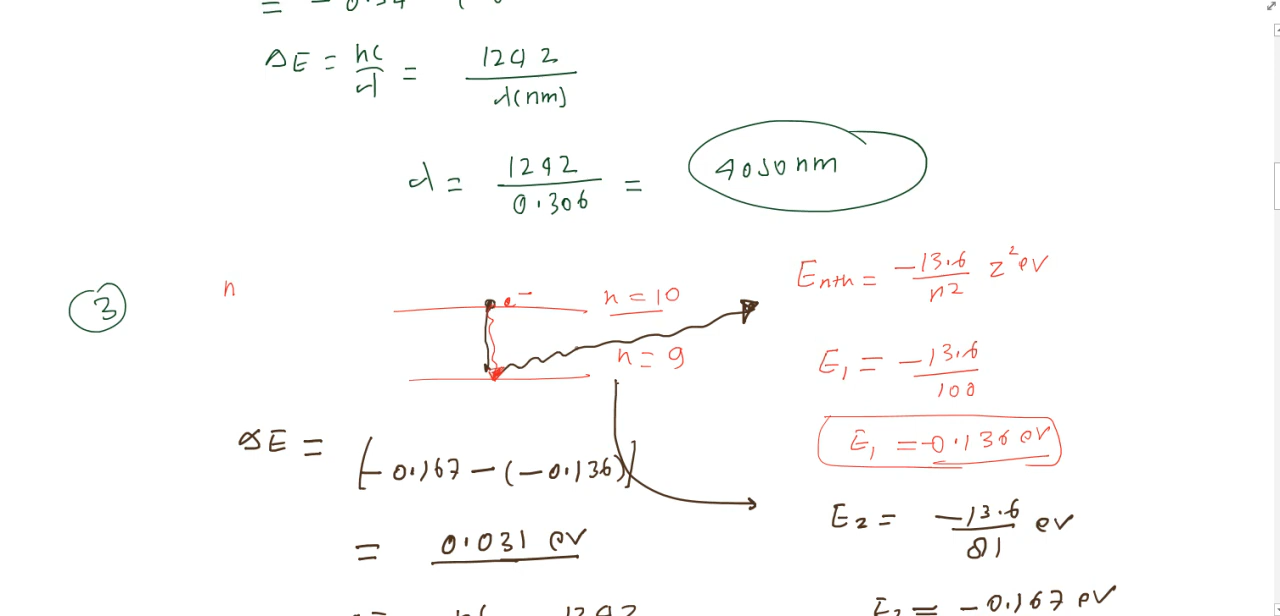 ΔE = hc/λ = 1242/λ(nm)
λ = 1242/0.306 = 4050 nm
3
n
e⁻
n = 10
n = 9
Enth = -13.6/n2 z² ev
E₁ = -13.6/100
E₁ = -0.136 ev
ΔE = (-0.167 - (-0.136))
= 0.031 ev
E2 = -13.6/81 ev
= -0.167 ev